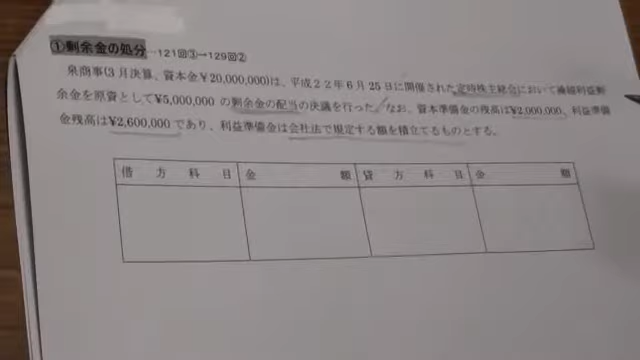 ①剰余金の処分…121回③→129回②
泉商事(3月決算、資本金¥20,000,000)は、平成22年6月25日に開催された定時株主総会において繰越利益剰
余金を原資として¥5,000,000の剰余金の配当の決議を行った。なお、資本準備金の残高は¥2,000,000、利益準備
金残高は¥2,600,000であり、利益準備金は会社法で規定する額を積立てるものとする。
借方科目 金額 貸方科目 金額